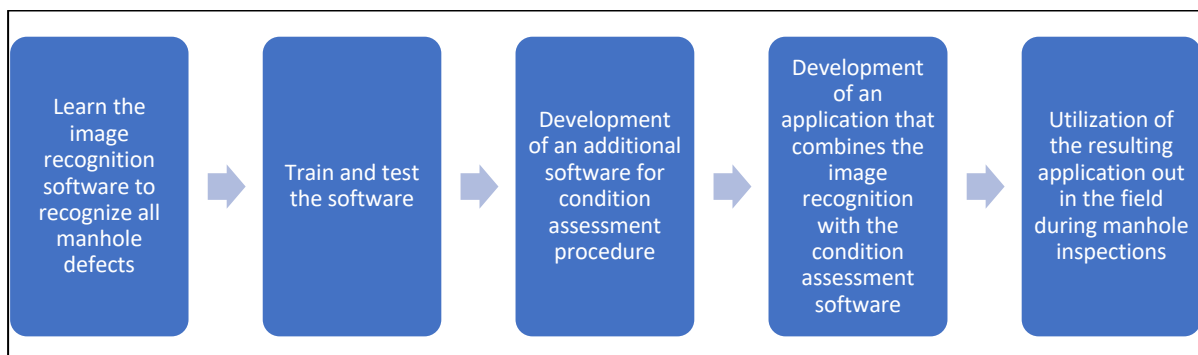 Learn the
image
recognition
software to
recognize all
manhole
defects
Train and test
the software
Development
of an additional
software for
condition
assessment
procedure
Development
of an
application that
combines the
image
recognition
with the
condition
assessment
software
Utilization of
the resulting
application out
in the field
during manhole
inspections